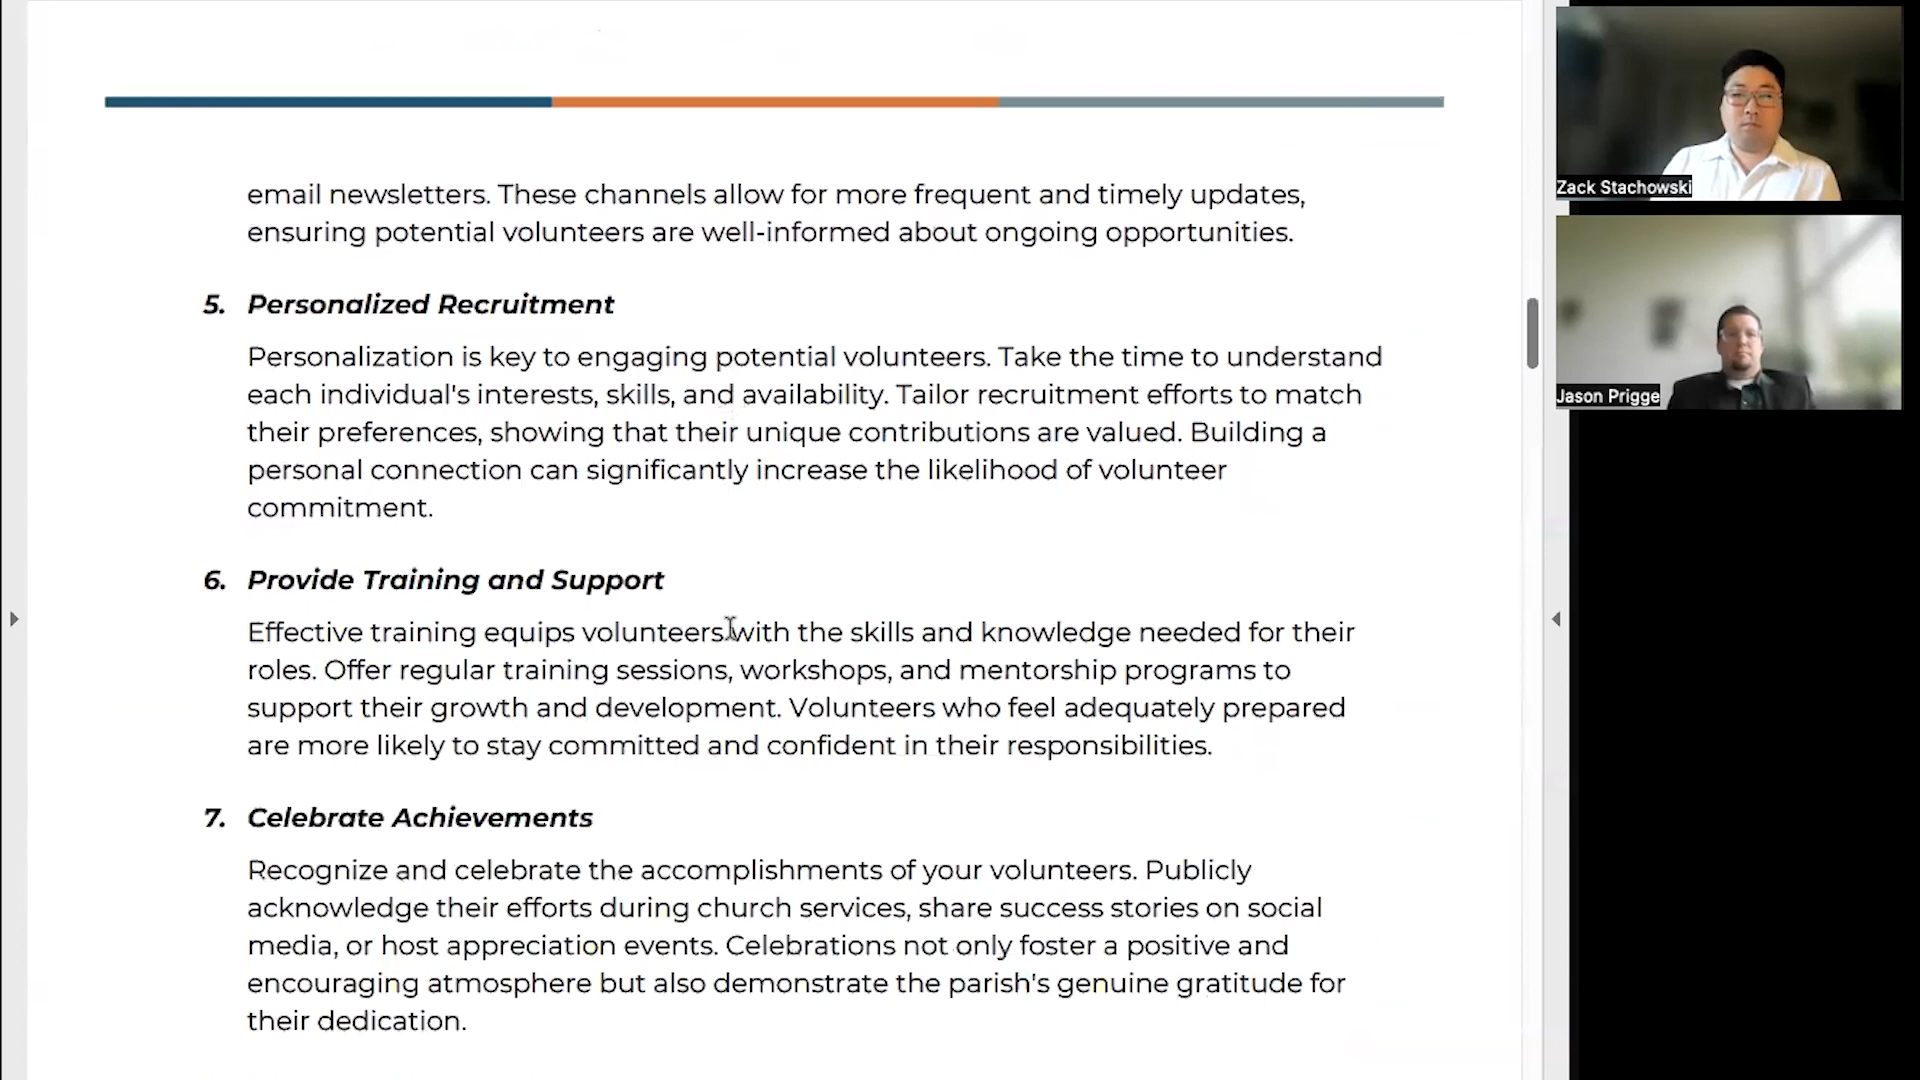 email newsletters. These channels allow for more frequent and timely updates,
ensuring potential volunteers are well-informed about ongoing opportunities.
5. Personalized Recruitment
Personalization is key to engaging potential volunteers. Take the time to understand
each individual's interests, skills, and availability. Tailor recruitment efforts to match
their preferences, showing that their unique contributions are valued. Building a
personal connection can significantly increase the likelihood of volunteer
commitment.
6. Provide Training and Support
Effective training equips volunteers with the skills and knowledge needed for their
roles. Offer regular training sessions, workshops, and mentorship programs to
support their growth and development. Volunteers who feel adequately prepared
are more likely to stay committed and confident in their responsibilities.
7. Celebrate Achievements
Recognize and celebrate the accomplishments of your volunteers. Publicly
acknowledge their efforts during church services, share success stories on social
media, or host appreciation events. Celebrations not only foster a positive and
encouraging atmosphere but also demonstrate the parish's genuine gratitude for
their dedication.
Zack Stachowski
Jason Prigge